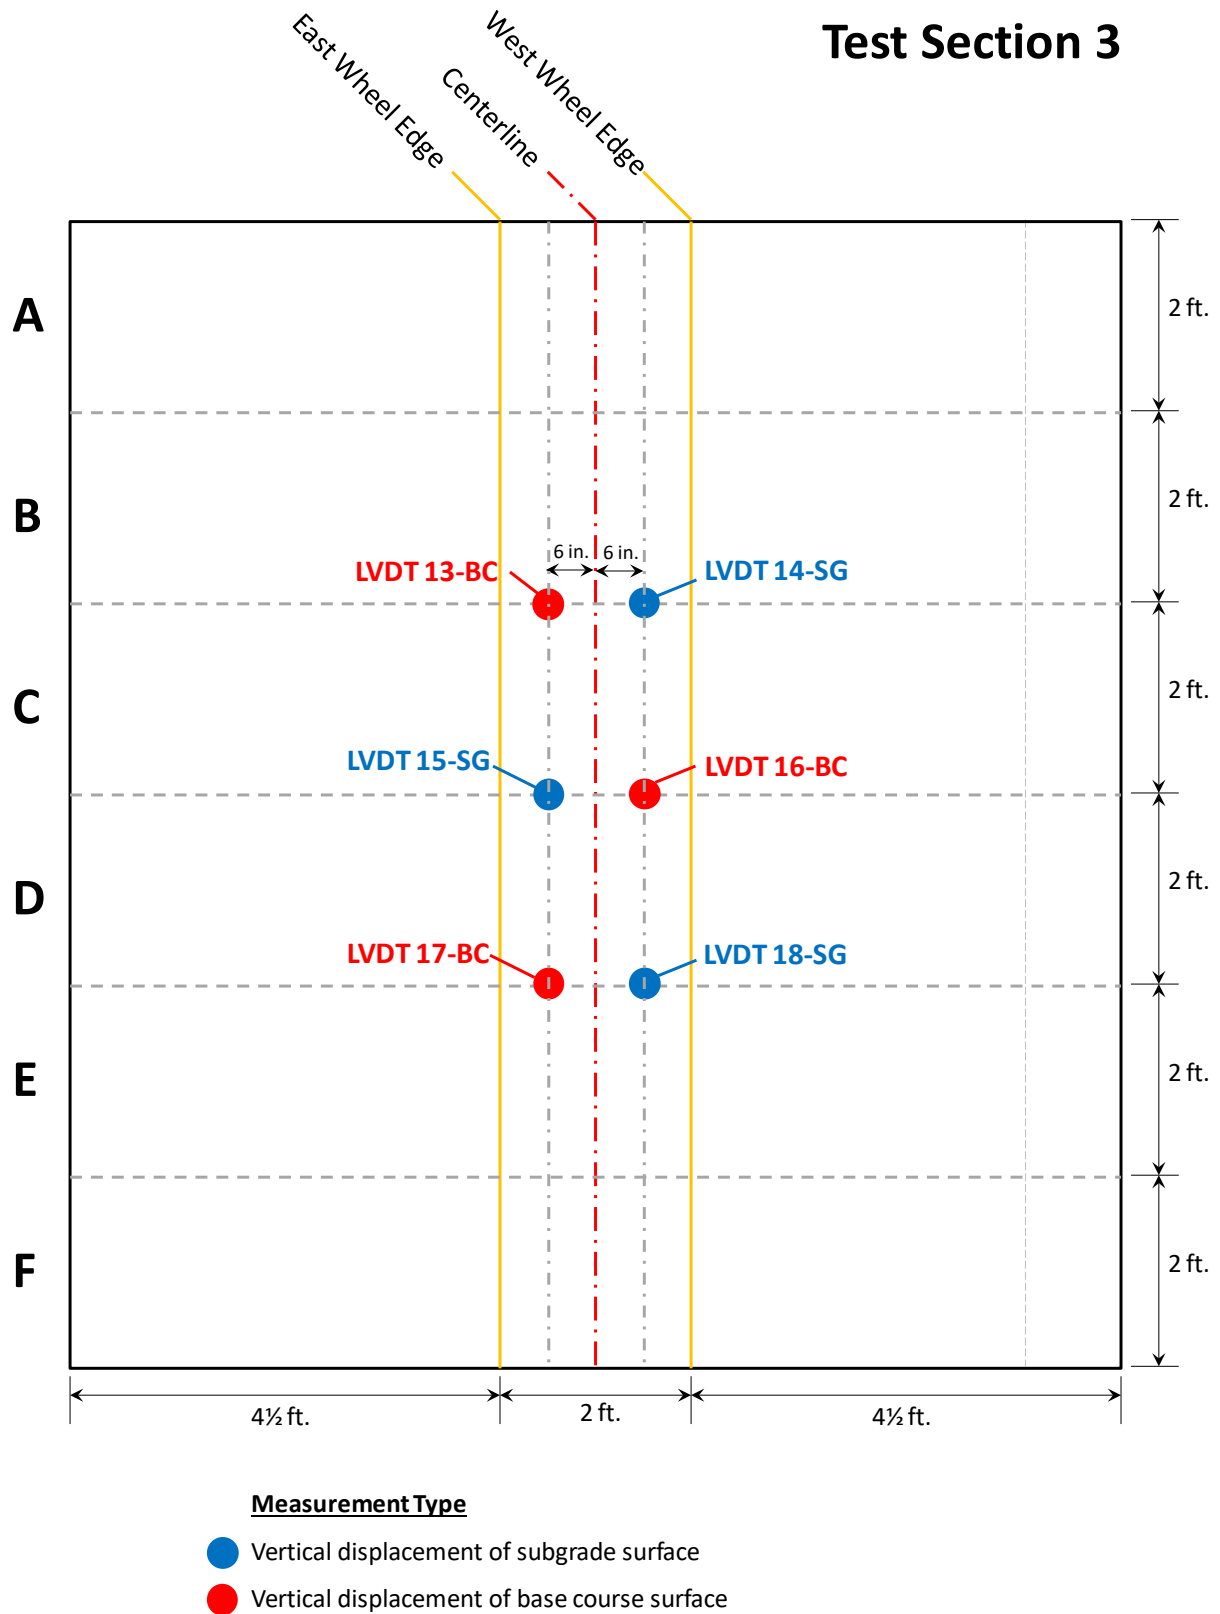 Test Section 3
East Wheel Edge
Centerline
West Wheel Edge
A
2 ft.
B
2 ft.
6 in.
6 in.
LVDT 13-BC
LVDT 14-SG
C
2 ft.
LVDT 15-SG
LVDT 16-BC
D
2 ft.
LVDT 17-BC
LVDT 18-SG
E
2 ft.
F
2 ft.
4½ ft.
2 ft.
4½ ft.
Measurement Type
Vertical displacement of subgrade surface
Vertical displacement of base course surface